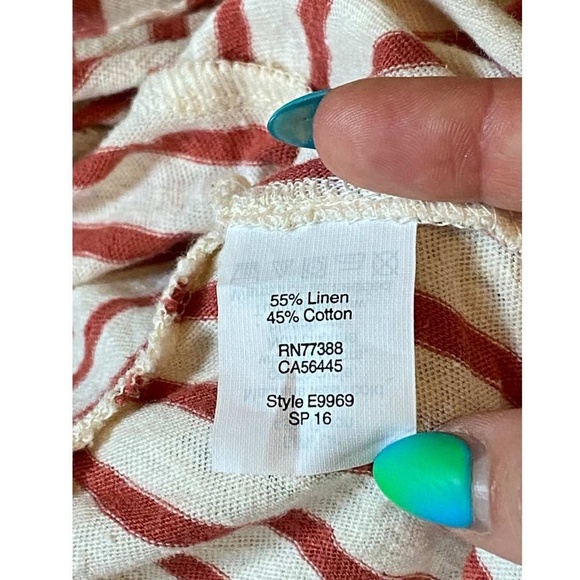 55% Linen
45% Cotton
RN77388
CA56445
Style E9969
SP 16